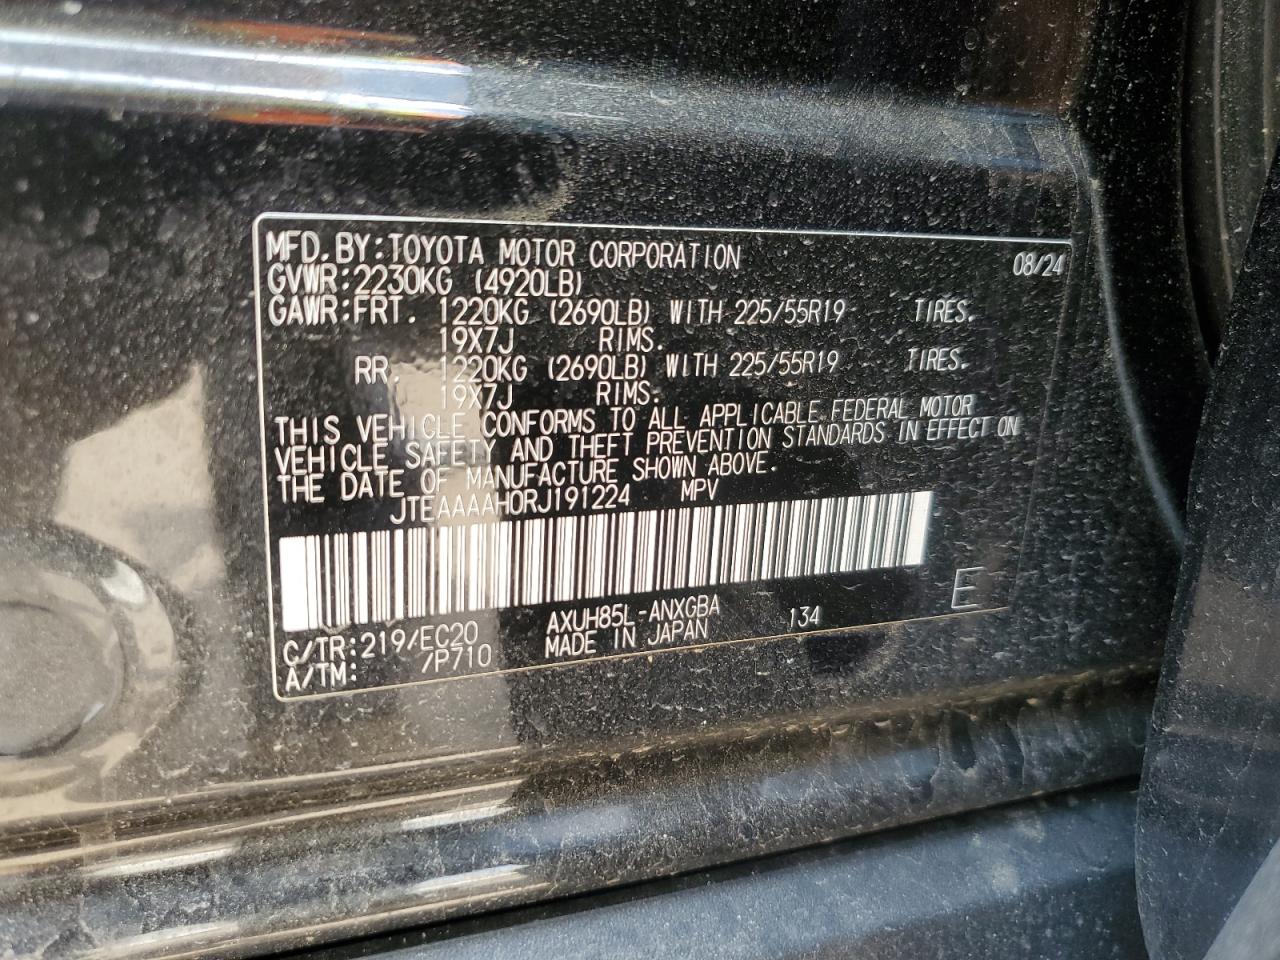 MFD.BY:TOYOTA MOTOR CORPORATION 08/24
GVWR:2230KG (4920LB)
GAWR:FRT. 1220KG (2690LB) WITH 225/55R19 TIRES.
19X7J RIMS.
RR. 1220KG (2690LB) WITH 225/55R19 TIRES.
19X7J RIMS.
THIS VEHICLE CONFORMS TO ALL APPLICABLE FEDERAL MOTOR
VEHICLE SAFETY AND THEFT PREVENTION STANDARDS IN EFFECT ON
THE DATE OF MANUFACTURE SHOWN ABOVE.
JTEAAAAH0RJ191224 MPV
C/TR:219/EC20 AXUH85L-ANXGBA 134 E
A/TM: /P710 MADE IN JAPAN